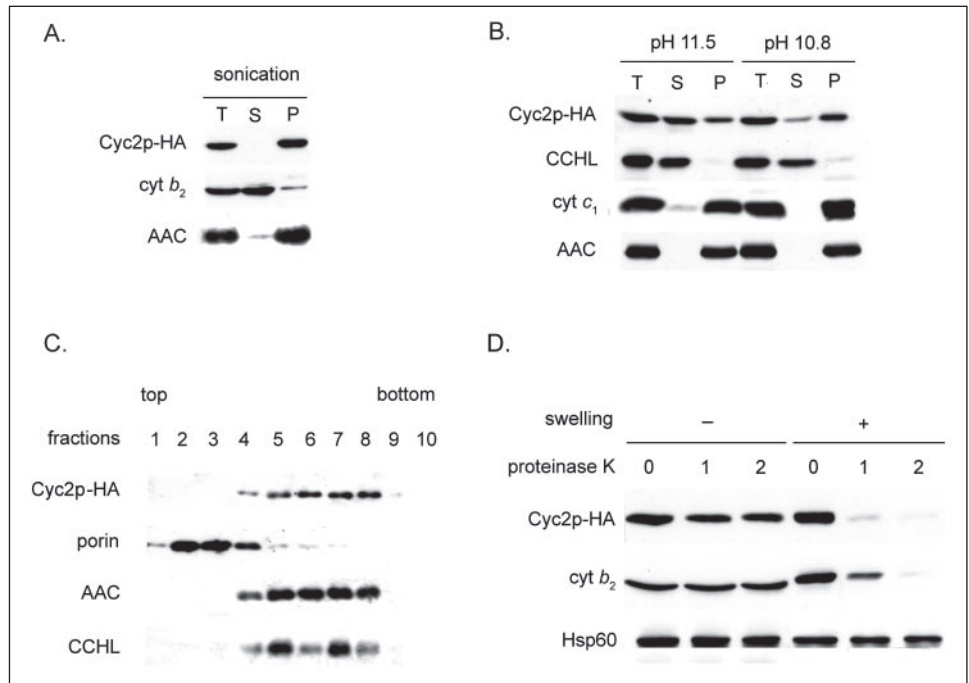 A.
sonication
T S P
Cyc2p-HA
cyt b2
AAC
B.
pH 11.5 pH 10.8
T S P T S P
Cyc2p-HA
CCHL
cyt c1
AAC
C.
top bottom
fractions 1 2 3 4 5 6 7 8 9 10
Cyc2p-HA
porin
AAC
CCHL
D.
swelling – +
proteinase K 0 1 2 0 1 2
Cyc2p-HA
cyt b2
Hsp60